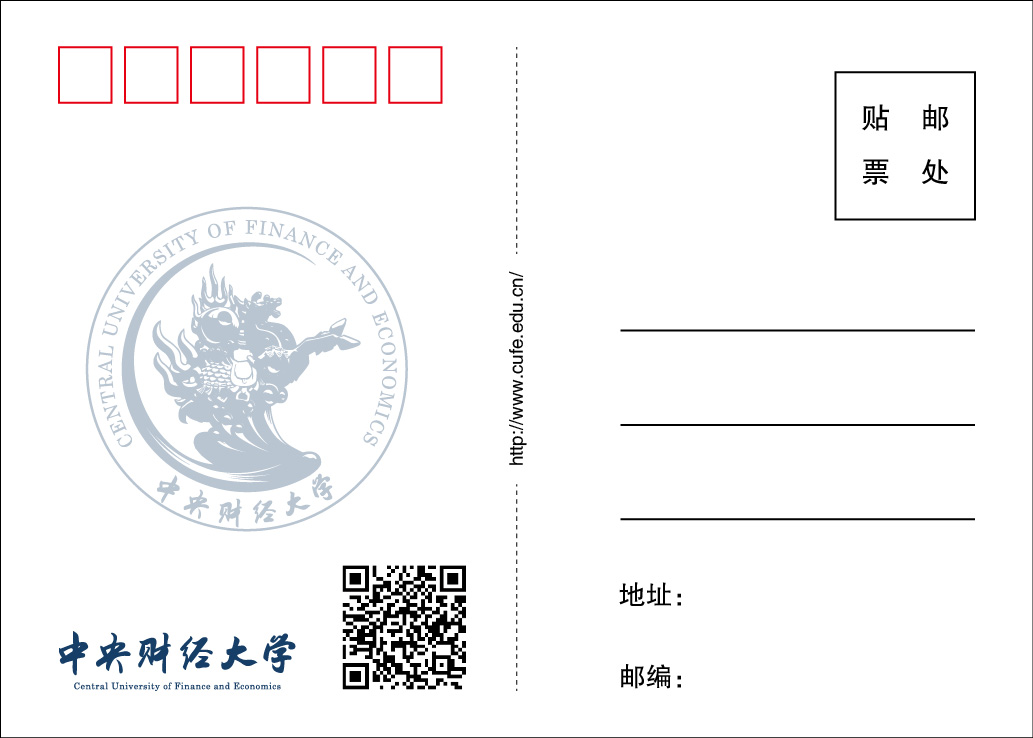 CENTRAL UNIVERSITY OF FINANCE AND ECONOMICS
中央财经大学
中央财经大学
Central University of Finance and Economics
http://www.cufe.edu.cn/
贴 邮
票 处
地址：
邮编：